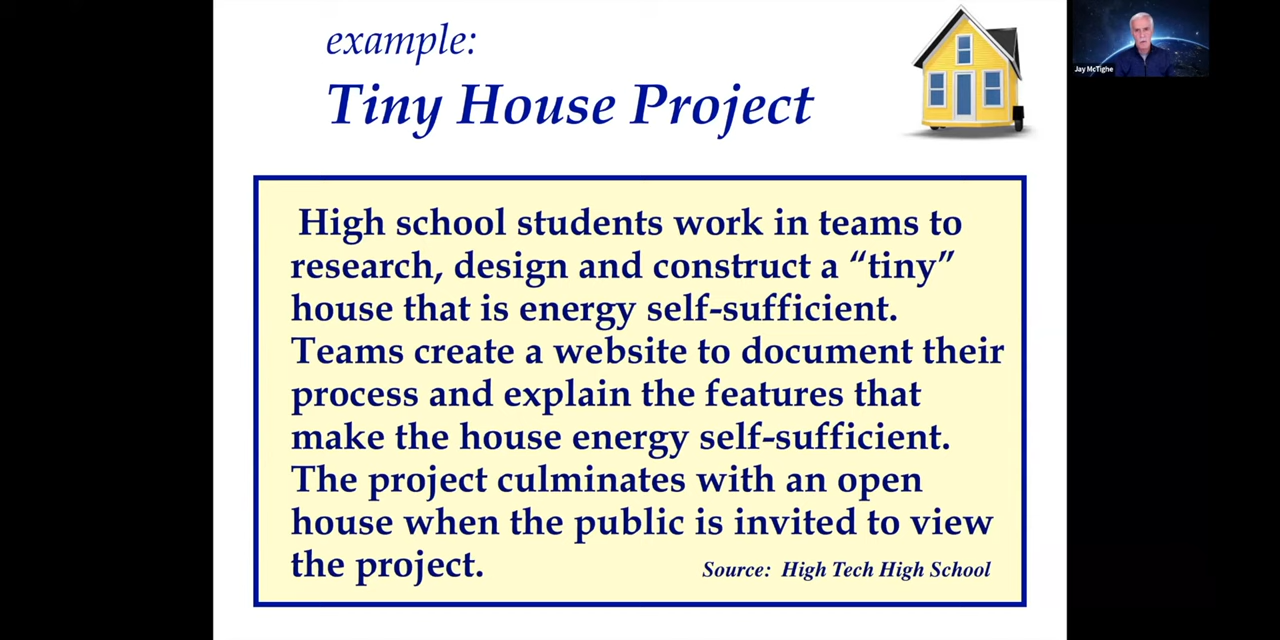 example:
Tiny House Project
Jay McTighe
High school students work in teams to
research, design and construct a “tiny”
house that is energy self-sufficient.
Teams create a website to document their
process and explain the features that
make the house energy self-sufficient.
The project culminates with an open
house when the public is invited to view
the project.
Source: High Tech High School